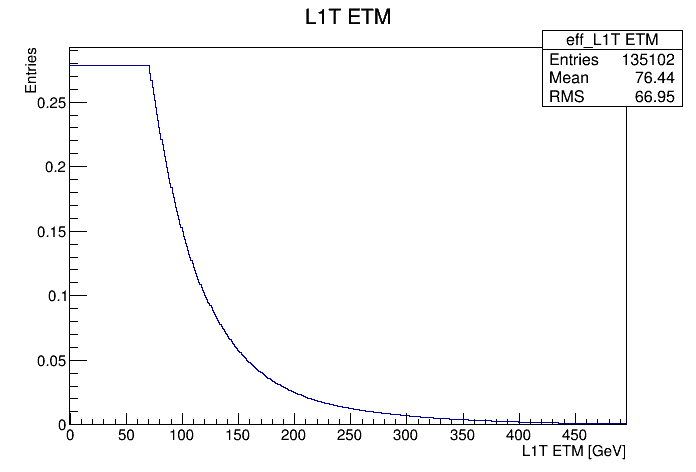 L1T ETM
eff_L1T ETM
Entries 135102
Mean 76.44
RMS 66.95
Entries
0.25
0.2
0.15
0.1
0.05
0
0 50 100 150 200 250 300 350 400 450
L1T ETM [GeV]